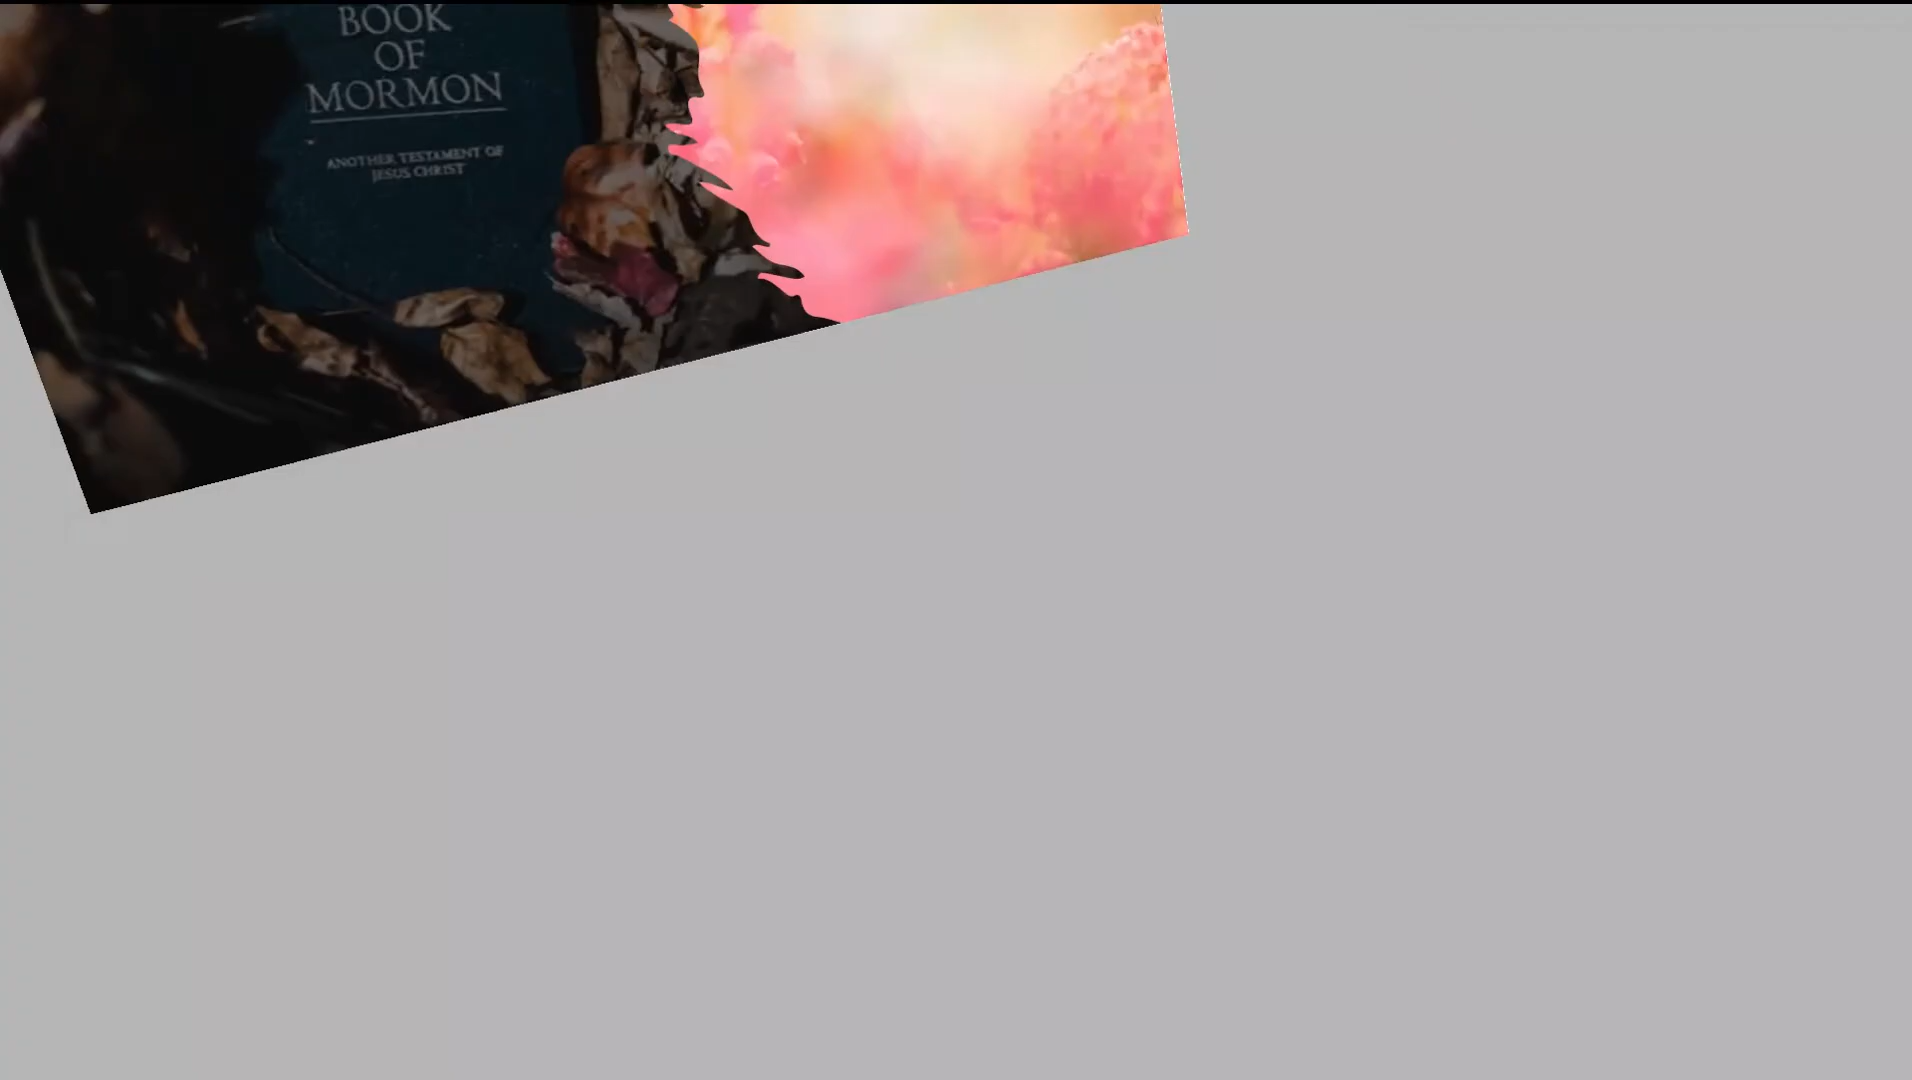 BOOK
OF
MORMON
ANOTHER TESTAMENT OF
JESUS CHRIST